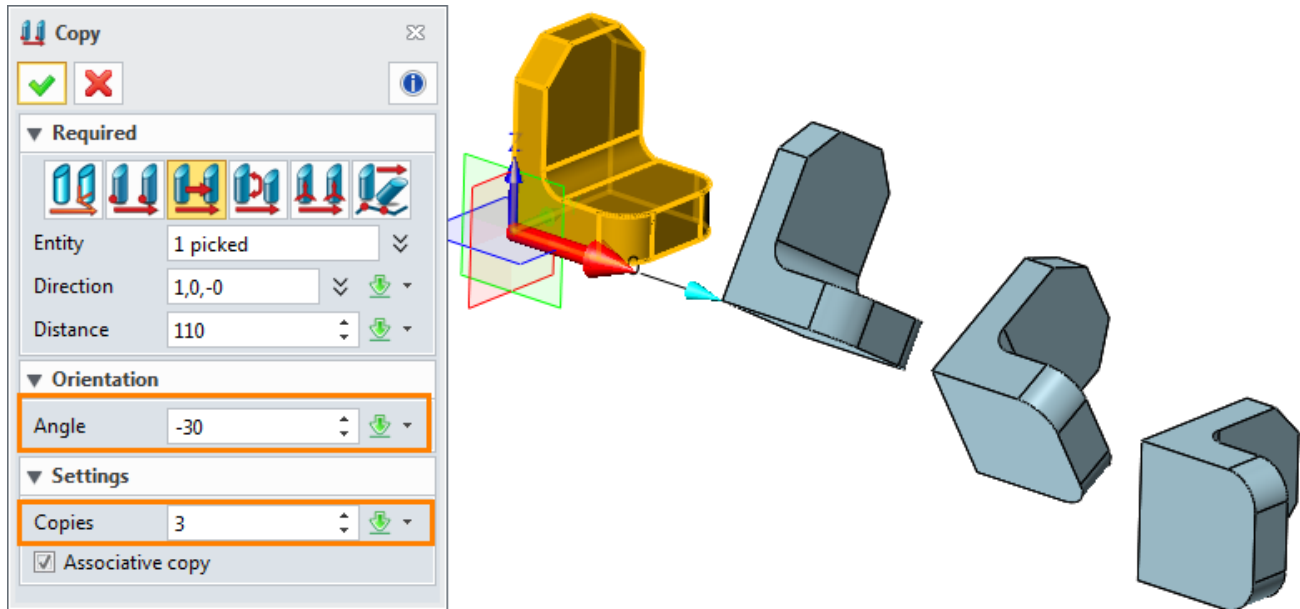 Copy
Required
Entity 1 picked
Direction 1,0,-0
Distance 110
Orientation
Angle -30
Settings
Copies 3
Associative copy
Z